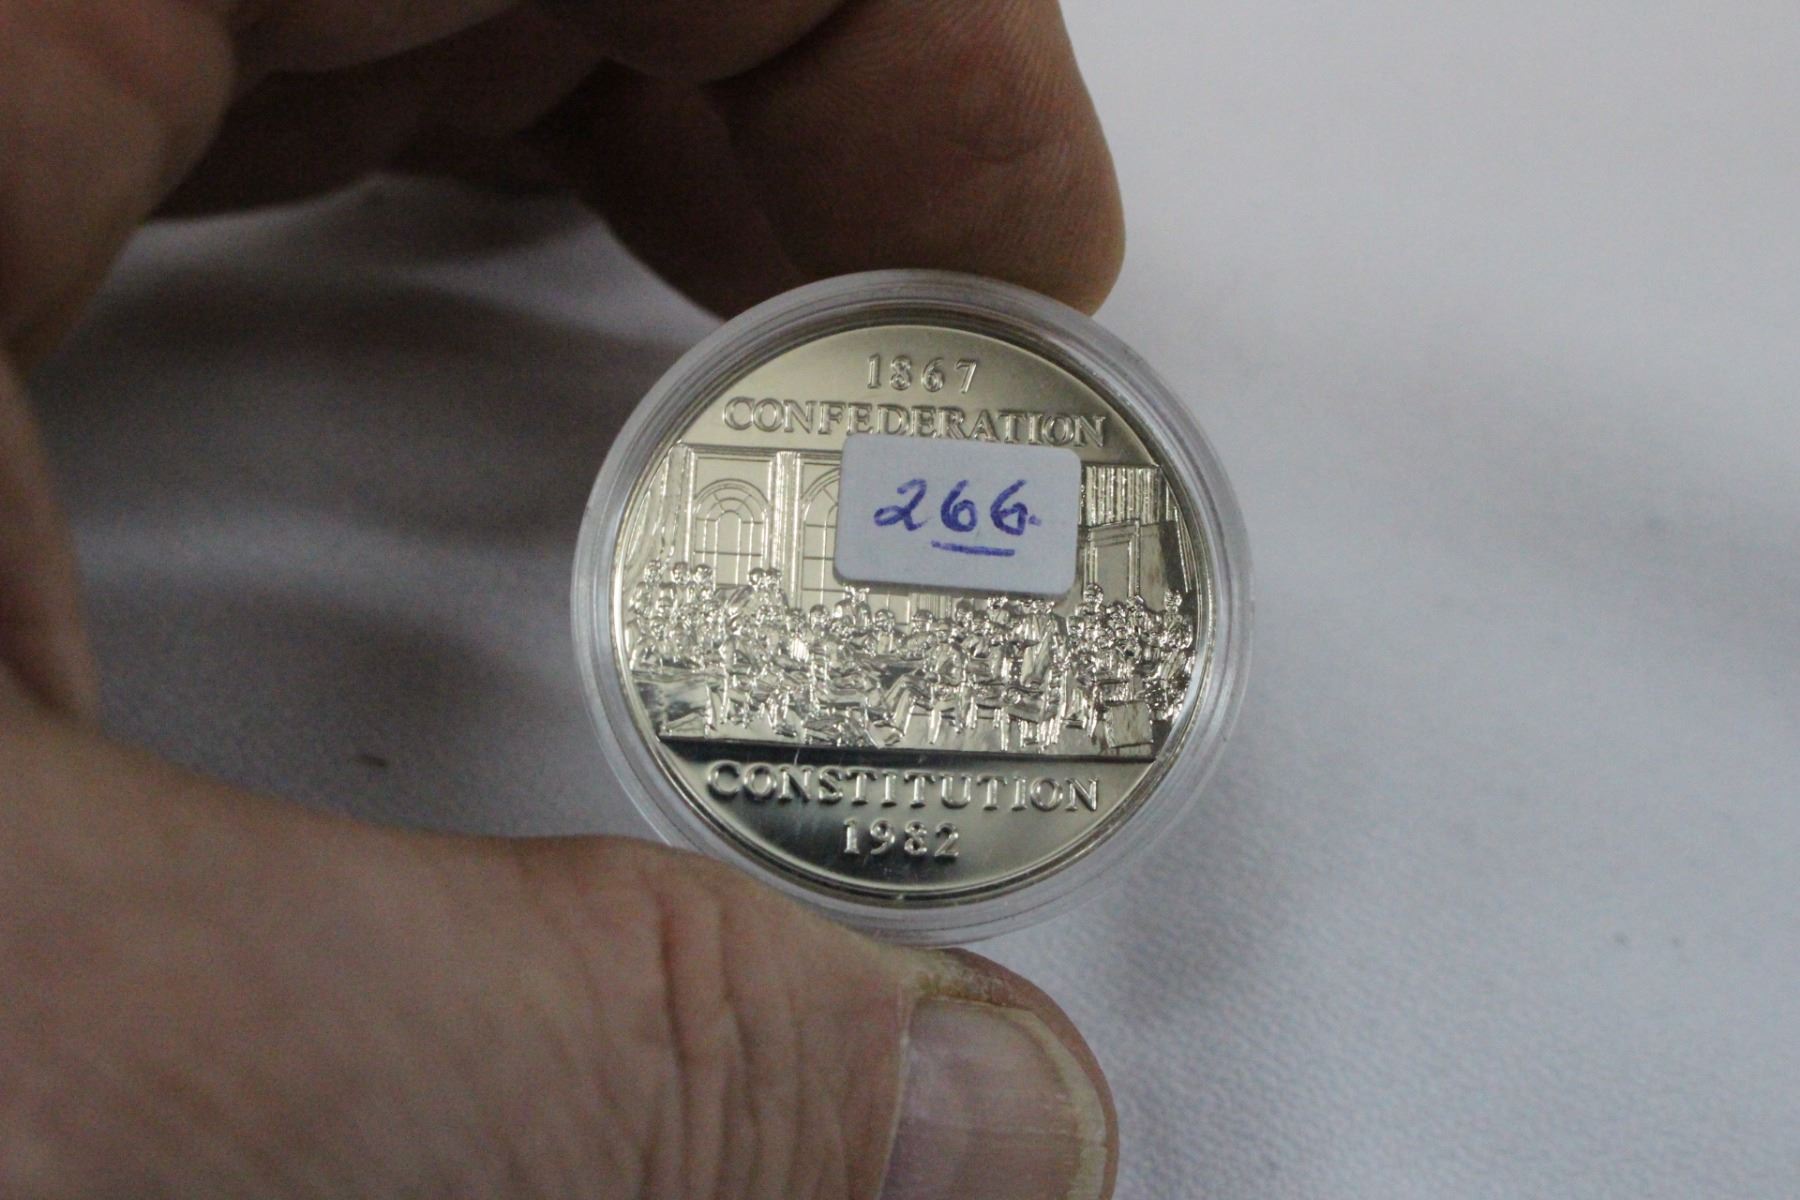 1867
CONFEDERATION
266.
CONSTITUTION
1982